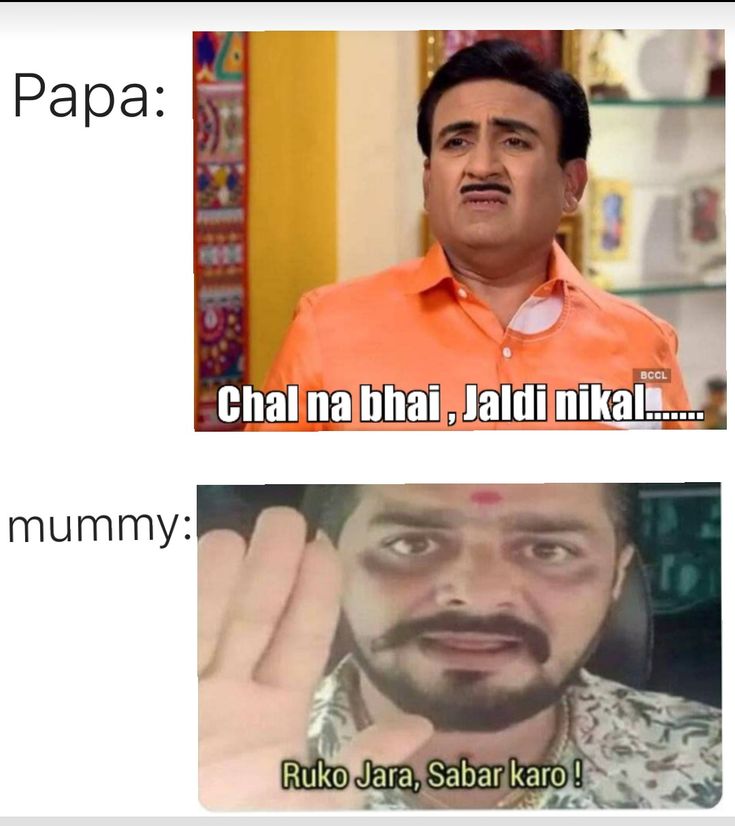 Papa:
BCCL
Chal na bhai , Jaldi nikal.......
mummy:
Ruko Jara, Sabar karo !